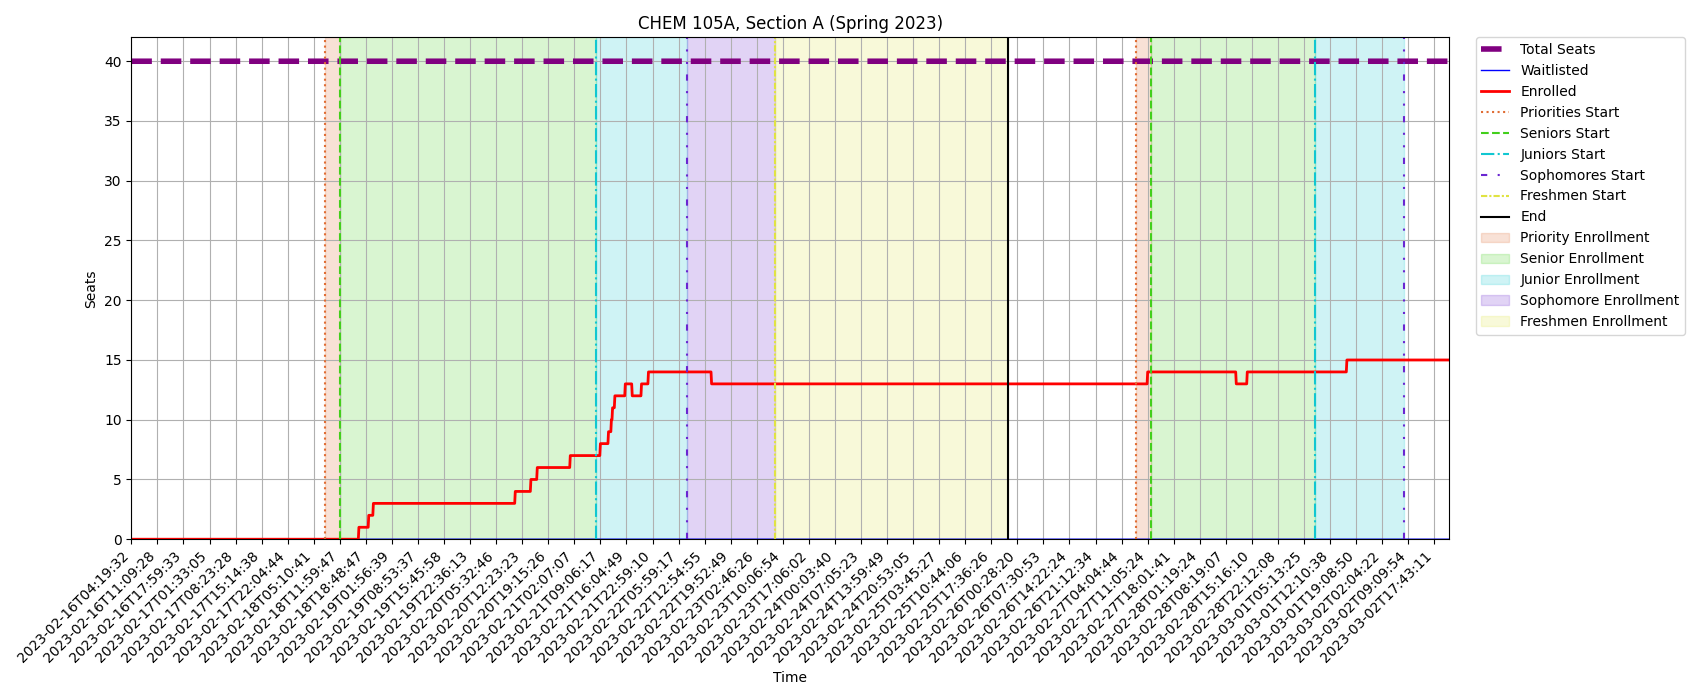 CHEM 105A, Section A (Spring 2023)
Seats
40
35
30
25
20
15
10
5
0
2023-02-16T04:19:32
2023-02-16T11:09:28
2023-02-16T17:59:33
2023-02-17T01:33:05
2023-02-17T08:23:28
2023-02-17T15:14:38
2023-02-17T22:04:44
2023-02-18T05:10:41
2023-02-18T11:59:47
2023-02-18T18:48:47
2023-02-19T01:56:39
2023-02-19T08:53:37
2023-02-19T15:45:58
2023-02-19T22:36:13
2023-02-20T05:32:46
2023-02-20T12:23:23
2023-02-20T19:15:26
2023-02-21T02:07:07
2023-02-21T09:06:17
2023-02-21T16:04:49
2023-02-21T22:59:10
2023-02-22T05:59:17
2023-02-22T12:54:55
2023-02-22T19:52:49
2023-02-23T02:46:26
2023-02-23T10:06:54
2023-02-23T17:06:02
2023-02-24T00:03:40
2023-02-24T07:05:23
2023-02-24T13:59:49
2023-02-24T20:53:05
2023-02-25T03:45:27
2023-02-25T10:44:06
2023-02-25T17:36:26
2023-02-26T00:28:20
2023-02-26T07:30:53
2023-02-26T14:22:24
2023-02-26T21:12:34
2023-02-27T04:04:44
2023-02-27T11:05:24
2023-02-27T18:01:41
2023-02-28T01:19:24
2023-02-28T08:19:07
2023-02-28T15:16:10
2023-02-28T22:12:08
2023-03-01T05:13:25
2023-03-01T12:10:38
2023-03-01T19:08:50
2023-03-02T02:04:22
2023-03-02T09:09:54
2023-03-02T17:43:11
Time
Total Seats
Waitlisted
Enrolled
Priorities Start
Seniors Start
Juniors Start
Sophomores Start
Freshmen Start
End
Priority Enrollment
Senior Enrollment
Junior Enrollment
Sophomore Enrollment
Freshmen Enrollment